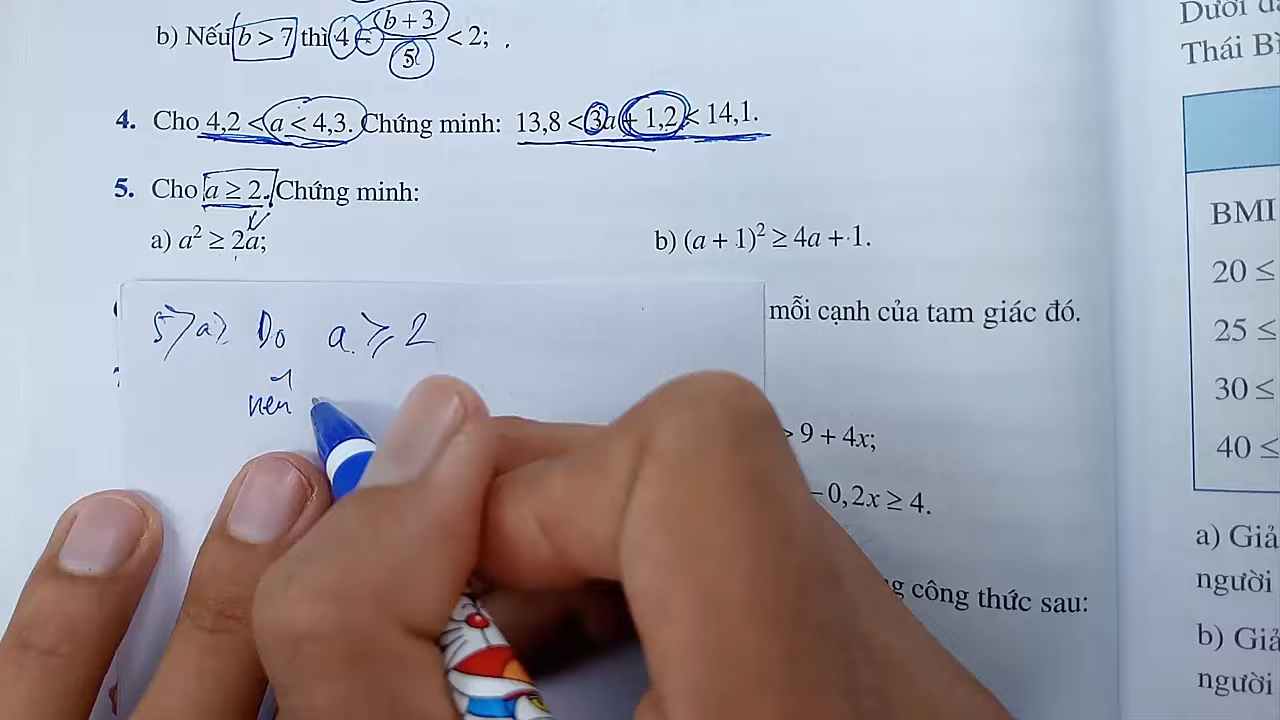 b) Nếu b > 7 thì 4 - (b + 3)/5 < 2;
4. Cho 4,2 < a < 4,3. Chứng minh: 13,8 < 3a + 1,2 < 14,1.
5. Cho a ≥ 2. Chứng minh:
a) a² ≥ 2a;
b) (a + 1)² ≥ 4a + 1.
5) a) Do a ≥ 2
nên
mỗi cạnh của tam giác đó.
> 9 + 4x;
– 0,2x ≥ 4.
công thức sau:
Dưới
Thái
BMI
20 ≤
25 ≤
30 ≤
40 ≤
a)
người
b)
người